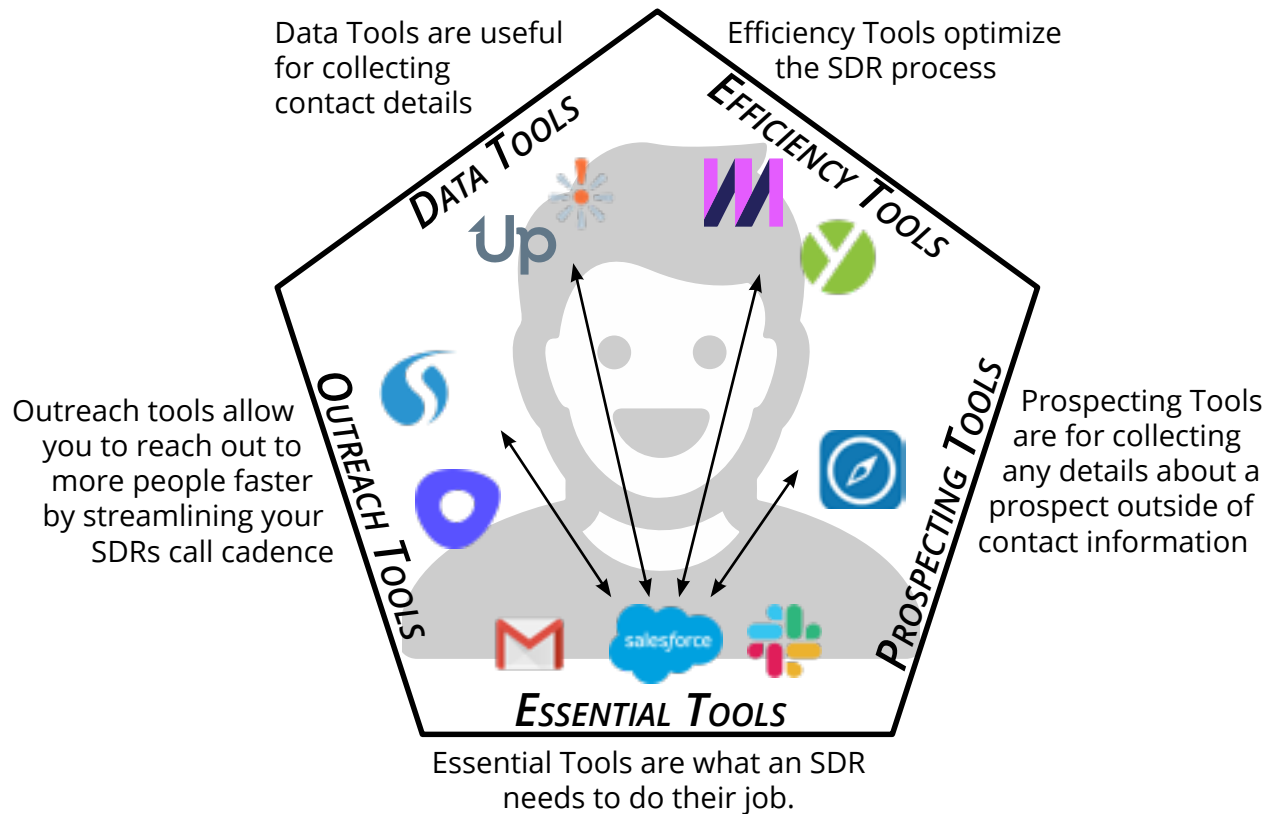 Data Tools are useful
for collecting
contact details
Efficiency Tools optimize
the SDR process
DATA TOOLS
EFFICIENCY TOOLS
Up
Outreach tools allow
you to reach out to
more people faster
by streamlining your
SDRs call cadence
OUTREACH TOOLS
PROSPECTING TOOLS
Prospecting Tools
are for collecting
any details about a
prospect outside of
contact information
salesforce
ESSENTIAL TOOLS
Essential Tools are what an SDR
needs to do their job.